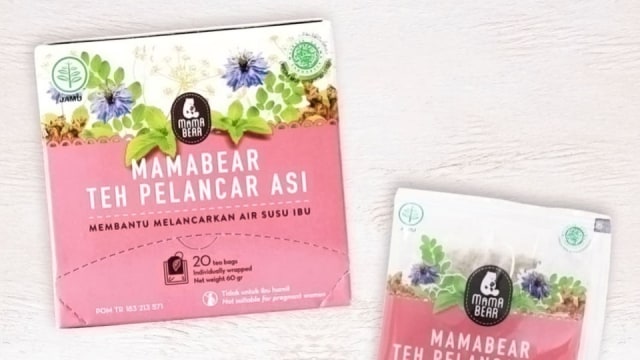 JAMU
MAMA
BEAR
MAMABEAR
TEH PELANCAR ASI
MEMBANTU MELANCARKAN AIR SUSU IBU
20 tea bags
Individually wrapped
Net weight 60 gr
Tidak untuk ibu hamil
Not suitable for pregnant women
POM TR 183 213 571
MAMA
BEAR
MAMABEAR
TEH PELANCAR ASI